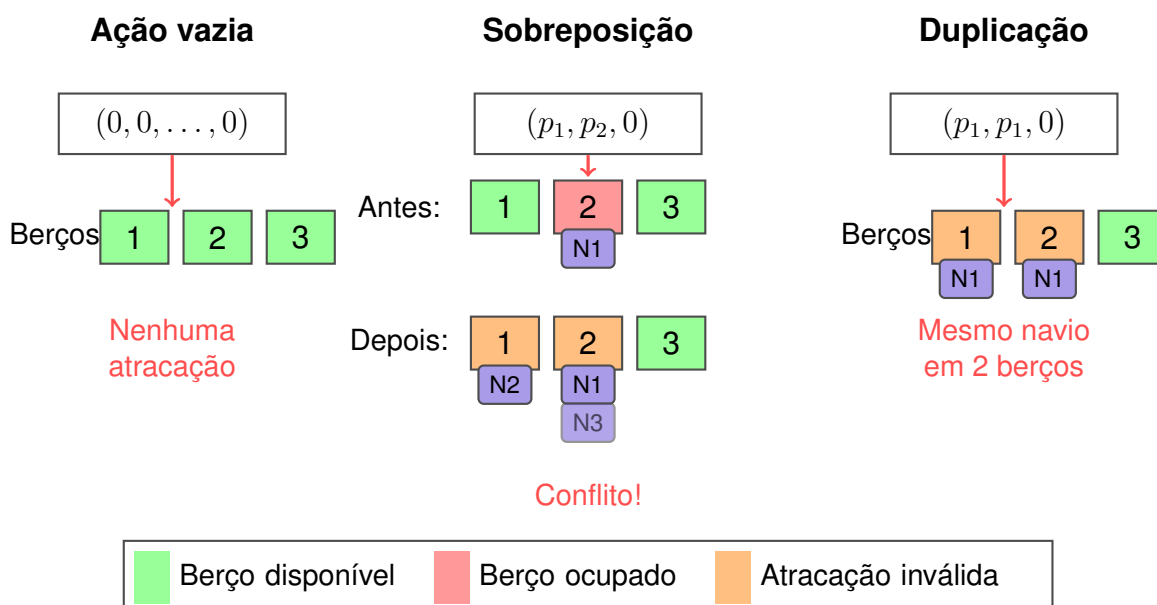 Ação vazia
(0, 0, . . . , 0)
Berços 1 2 3
Nenhuma
atracação
Sobreposição
(p₁, p₂, 0)
Antes: 1 2 3
N1
Depois: 1 2 3
N2 N1
N3
Conflito!
Duplicação
(p₁, p₁, 0)
Berços 1 2 3
N1 N1
Mesmo navio
em 2 berços
Berço disponível Berço ocupado Atracação inválida